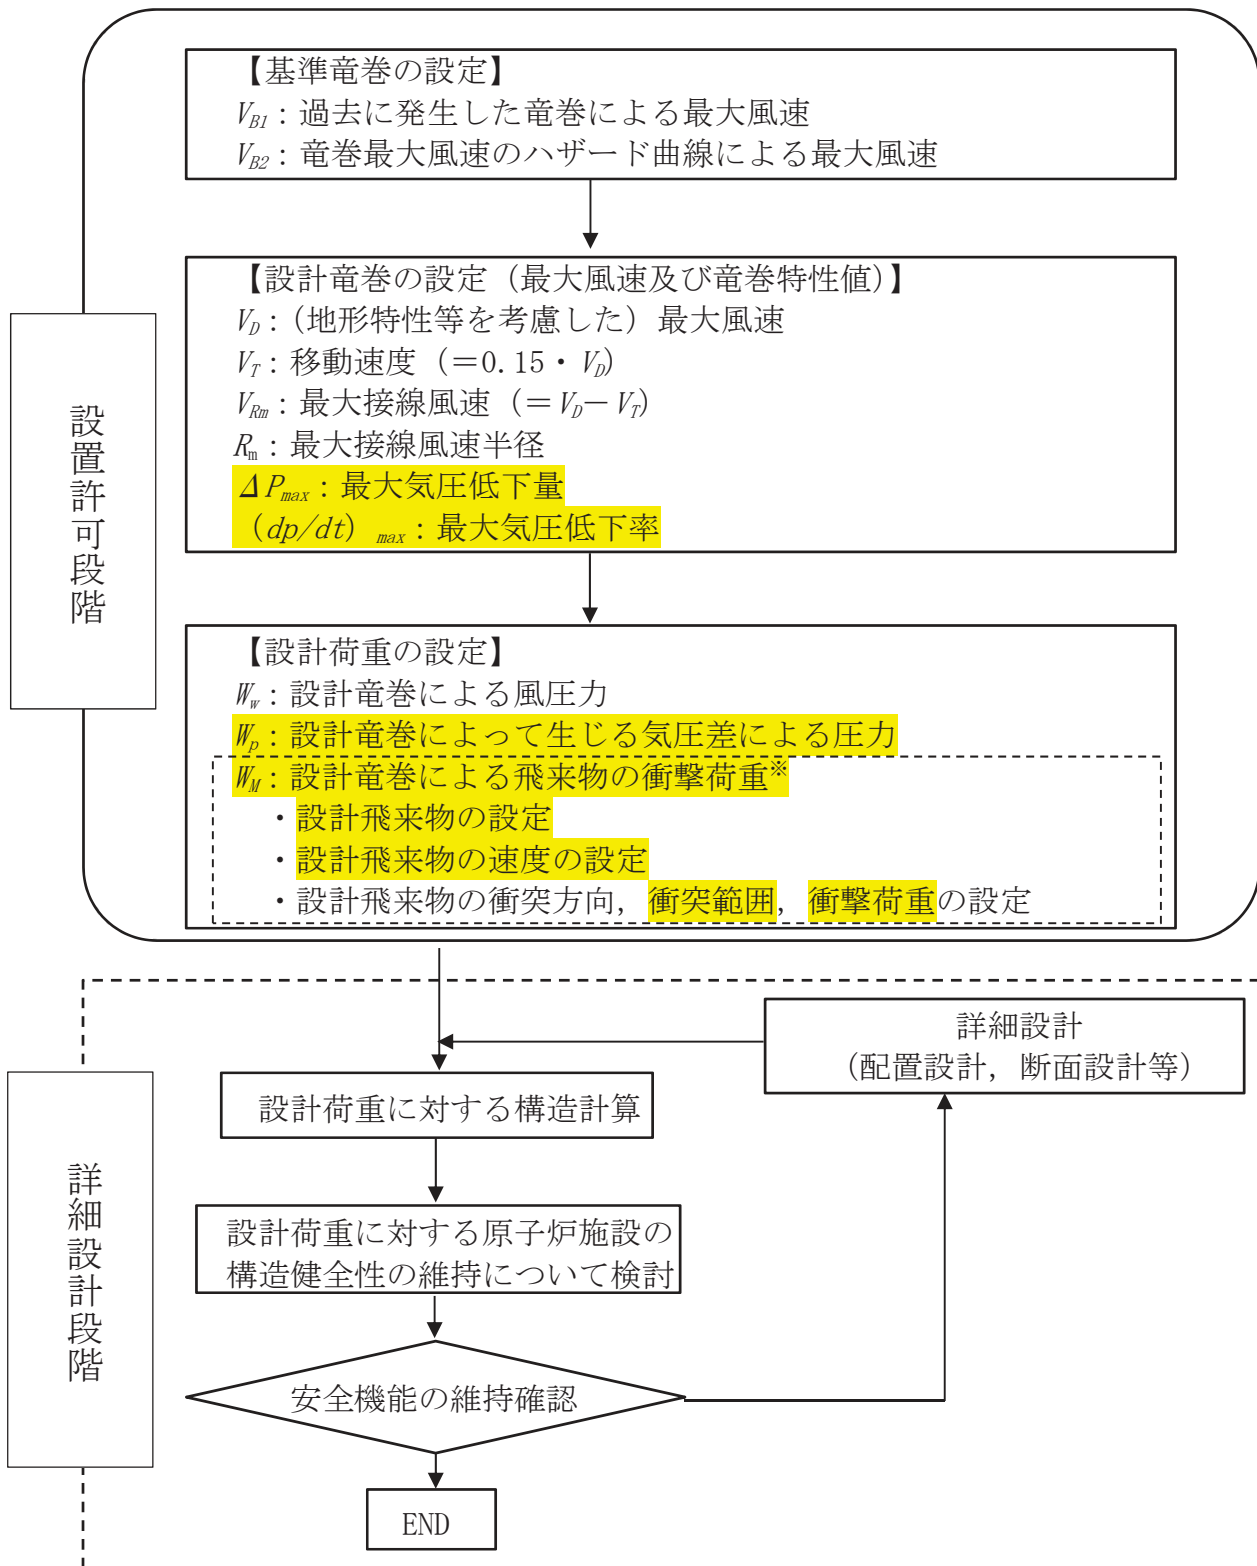 【基準竜巻の設定】
V_B1：過去に発生した竜巻による最大風速
V_B2：竜巻最大風速のハザード曲線による最大風速
【設計竜巻の設定（最大風速及び竜巻特性値）】
V_D：（地形特性等を考慮した）最大風速
V_T：移動速度（＝0.15・V_D）
V_Rm：最大接線風速（＝V_D－V_T）
R_m：最大接線風速半径
ΔP_max：最大気圧低下量
（dp/dt）_max：最大気圧低下率
設置許可段階
【設計荷重の設定】
W_w：設計竜巻による風圧力
W_p：設計竜巻によって生じる気圧差による圧力
W_M：設計竜巻による飛来物の衝撃荷重※
・設計飛来物の設定
・設計飛来物の速度の設定
・設計飛来物の衝突方向，衝突範囲，衝撃荷重の設定
詳細設計
（配置設計，断面設計等）
設計荷重に対する構造計算
詳細設計段階
設計荷重に対する原子炉施設の
構造健全性の維持について検討
安全機能の維持確認
END